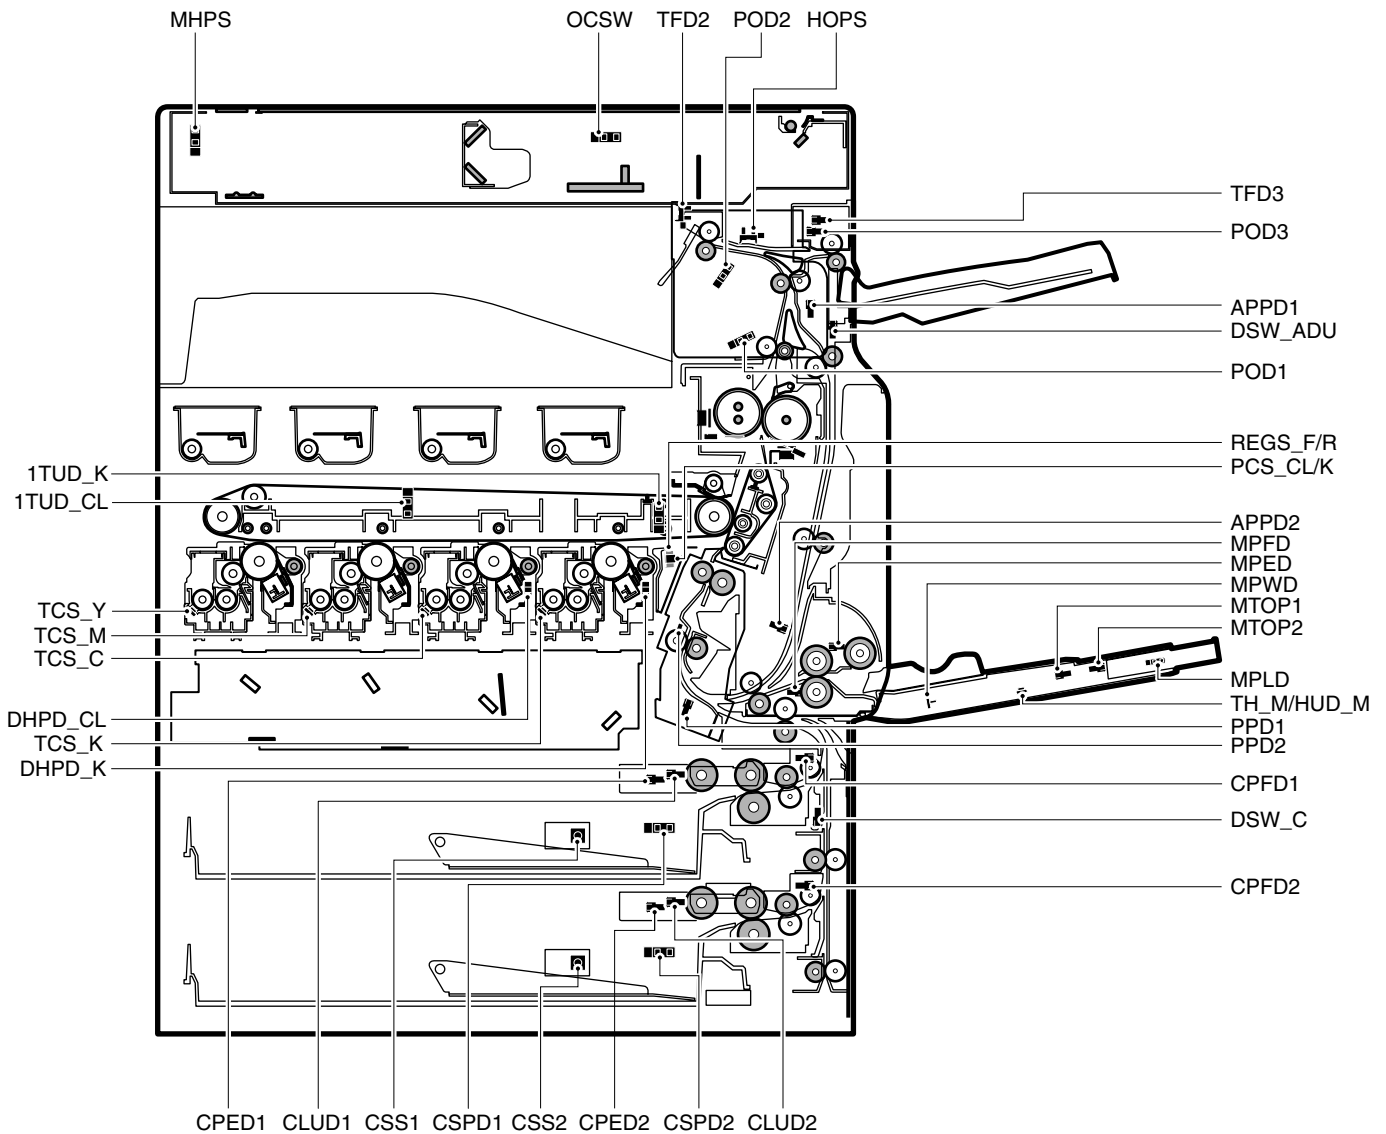 MHPS
OCSW
TFD2
POD2
HOPS
TFD3
POD3
APPD1
DSW_ADU
POD1
REGS_F/R
PCS_CL/K
1TUD_K
1TUD_CL
APPD2
MPFD
MPED
MPWD
MTOP1
MTOP2
TCS_Y
TCS_M
TCS_C
MPLD
TH_M/HUD_M
PPD1
PPD2
DHPD_CL
TCS_K
DHPD_K
CPFD1
DSW_C
CPFD2
CPED1
CLUD1
CSS1
CSPD1
CSS2
CPED2
CSPD2
CLUD2